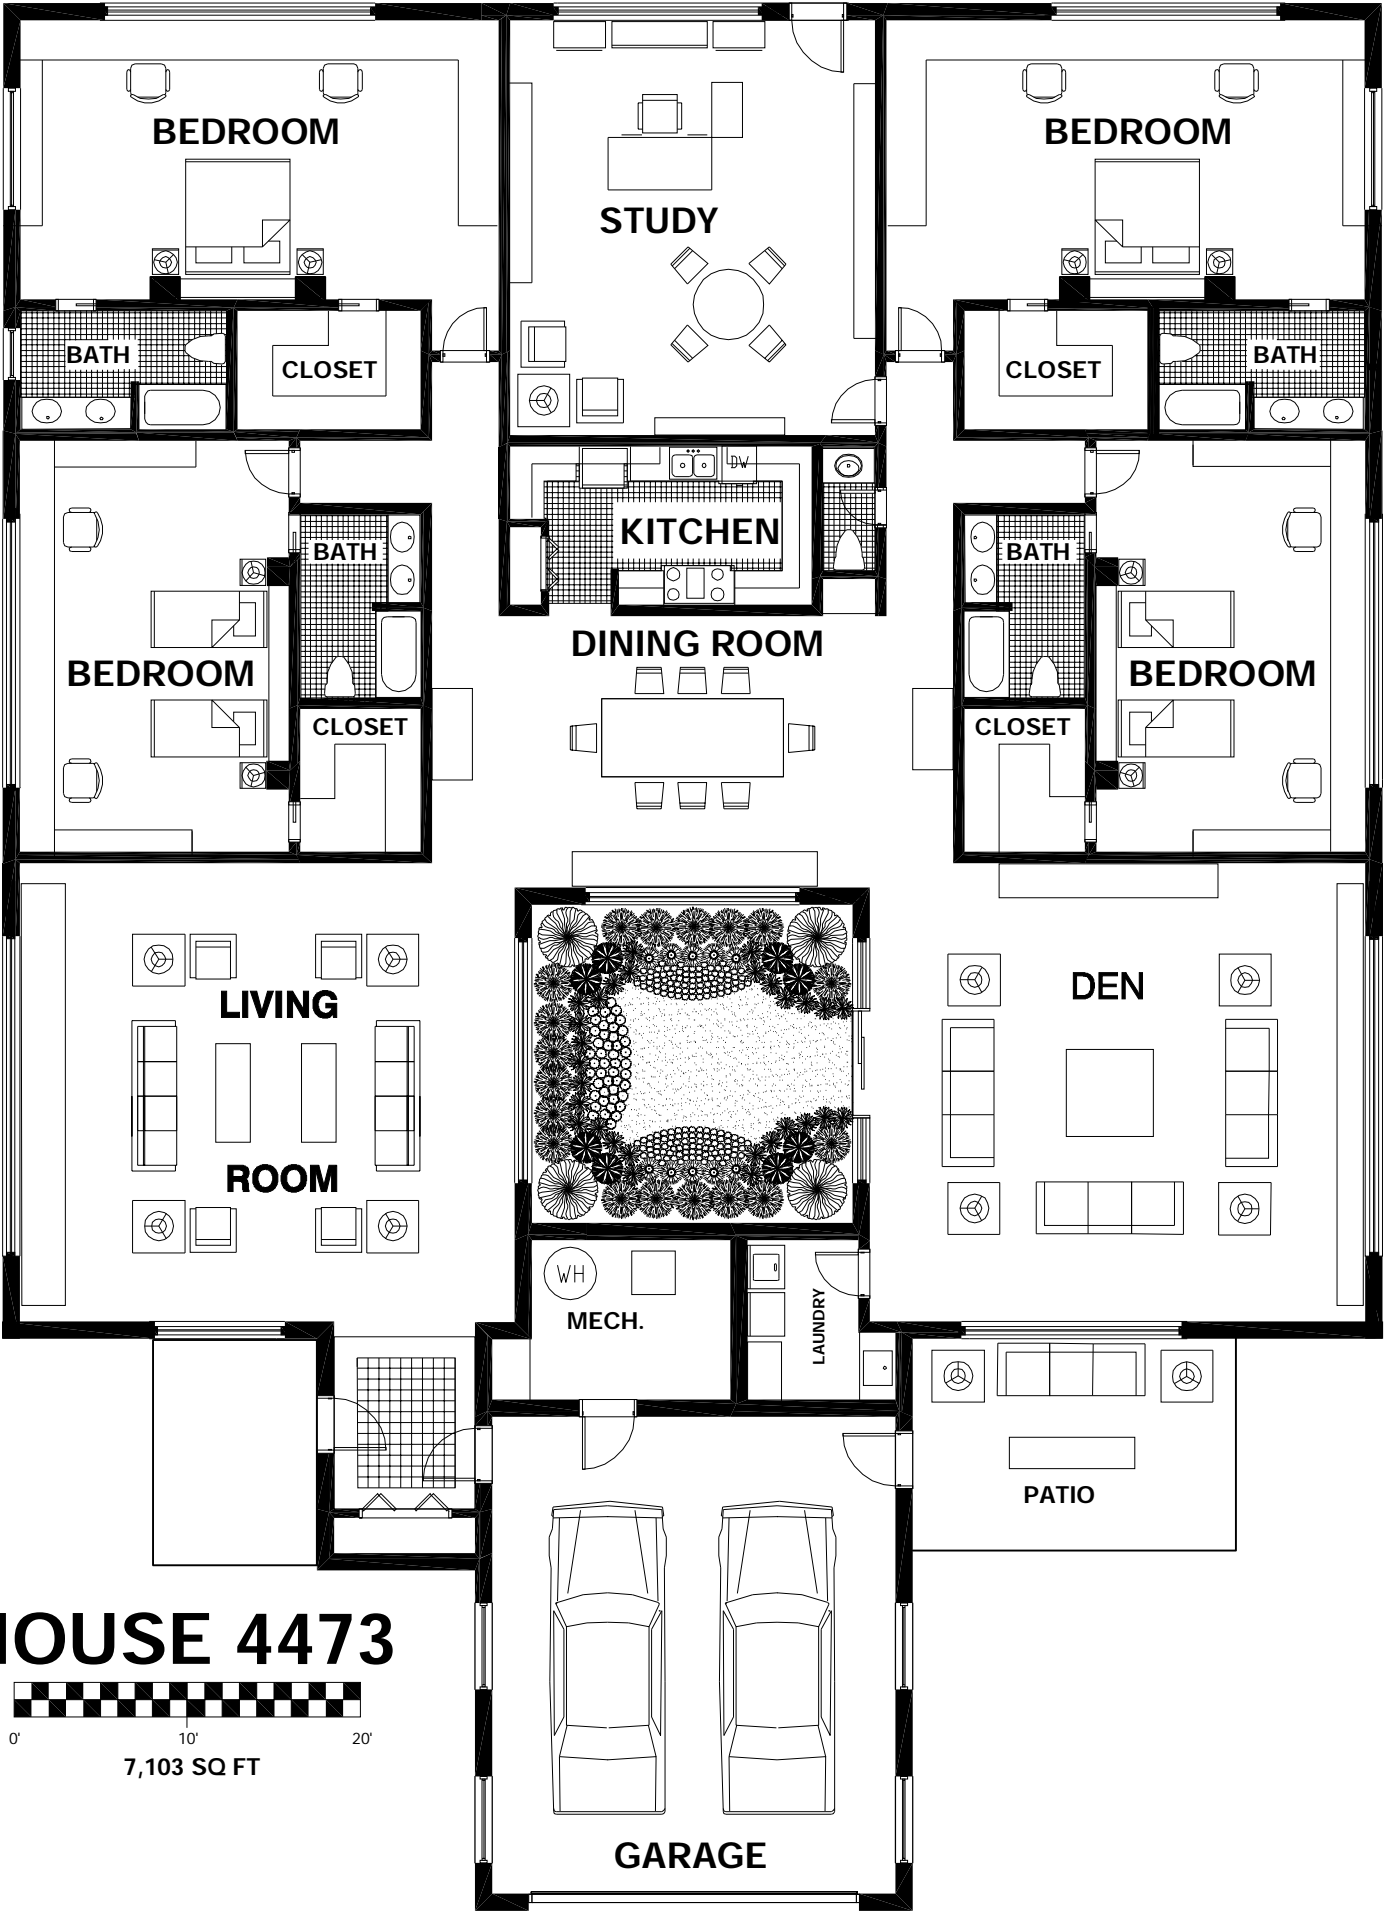 BEDROOM
BEDROOM
STUDY
BATH
CLOSET
CLOSET
BATH
DW
KITCHEN
BATH
BATH
DINING ROOM
BEDROOM
BEDROOM
CLOSET
CLOSET
LIVING
ROOM
DEN
WH
MECH.
LAUNDRY
PATIO
OUSE 4473
0' 10' 20'
7,103 SQ FT
GARAGE